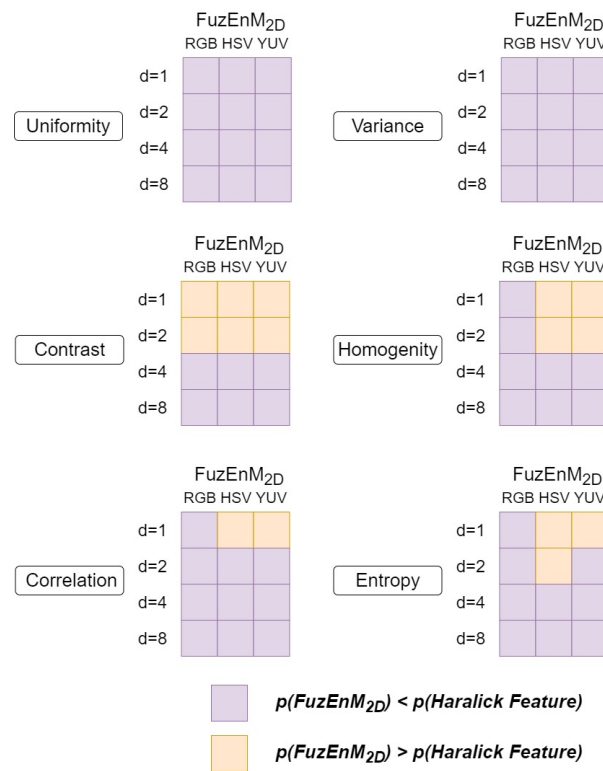 FuzEnM2D
RGB HSV YUV
d=1
d=2
d=4
d=8
Uniformity
FuzEnM2D
RGB HSV YUV
d=1
d=2
d=4
d=8
Variance
FuzEnM2D
RGB HSV YUV
d=1
d=2
d=4
d=8
Contrast
FuzEnM2D
RGB HSV YUV
d=1
d=2
d=4
d=8
Homogenity
FuzEnM2D
RGB HSV YUV
d=1
d=2
d=4
d=8
Correlation
FuzEnM2D
RGB HSV YUV
d=1
d=2
d=4
d=8
Entropy
p(FuzEnM2D) < p(Haralick Feature)
p(FuzEnM2D) > p(Haralick Feature)